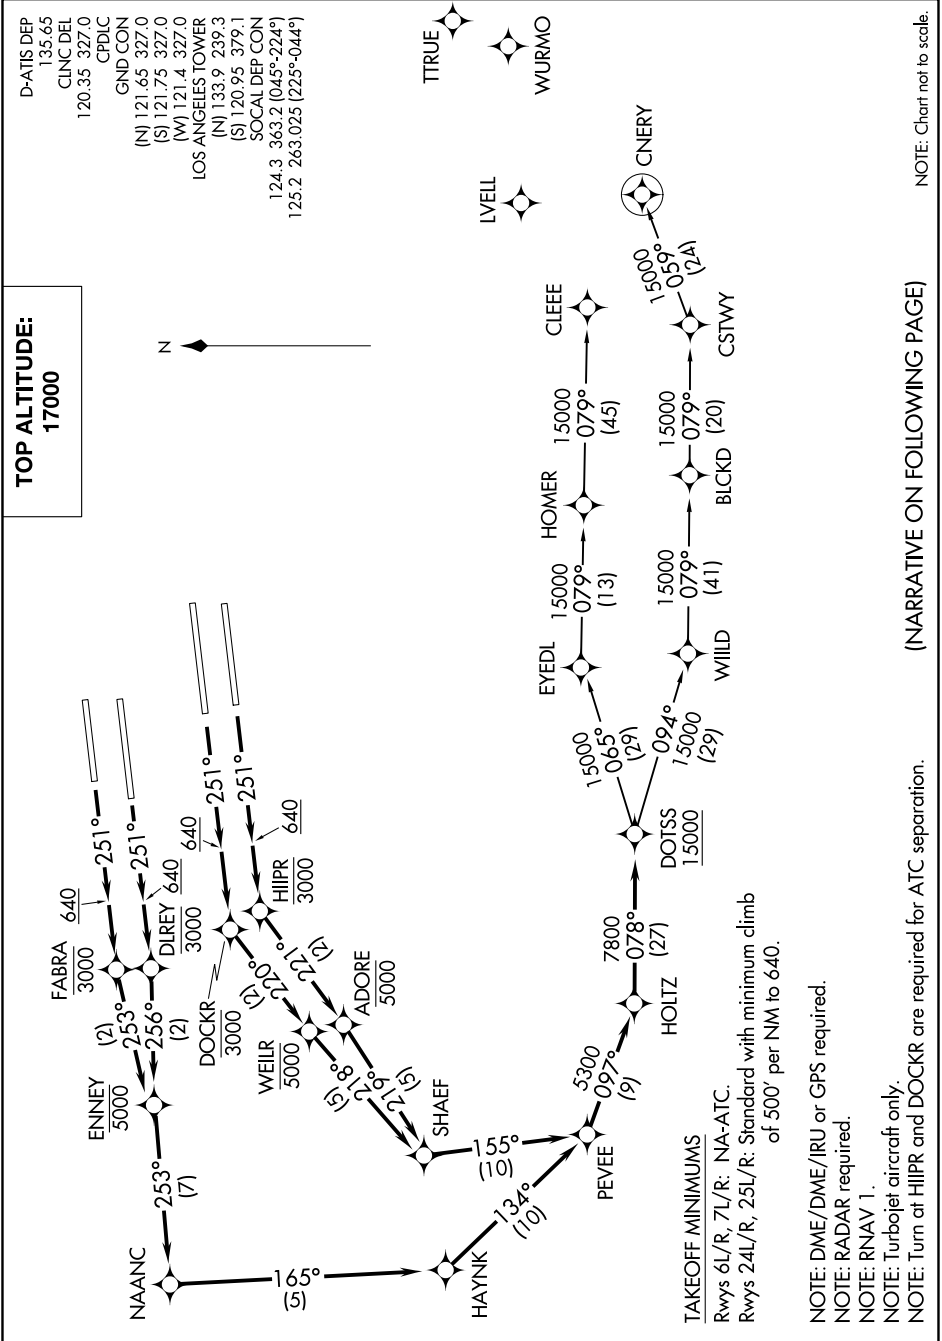 TOP ALTITUDE:
17000
D-ATIS DEP
135.65
CLNC DEL
120.35 327.0
CPDLC
GND CON
(N) 121.65 327.0
(S) 121.75 327.0
(W) 121.4 327.0
LOS ANGELES TOWER
(N) 133.9 239.3
(S) 120.95 379.1
SOCAL DEP CON
124.3 363.2 (045°-224°)
125.2 263.025 (225°-044°)
N
FABRA
3000
640
251°
251°
640
DLREY
3000
(2)
253°
256°
(2)
ENNEY
5000
253°
(7)
NAANC
165°
(5)
HAYNK
134°
(10)
251°
640
251°
640
DOCKR
3000
HIIPR
3000
(2)
220°
221°
(2)
WEILR
5000
ADORE
5000
(5)
218°
219°
(5)
SHAEF
155°
(10)
PEVEE
5300
097°
(9)
HOLTZ
7800
078°
(27)
DOTSS
15000
15000
065°
(29)
EYEDL
15000
079°
(13)
HOMER
15000
079°
(45)
CLEEE
094°
15000
(29)
WIILD
15000
079°
(41)
BLCKD
15000
079°
(20)
CSTWY
15000
059°
(24)
CNERY
LVELL
TTRUE
WURMO
TAKEOFF MINIMUMS
Rwys 6L/R, 7L/R: NA-ATC.
Rwys 24L/R, 25L/R: Standard with minimum climb
of 500' per NM to 640.
NOTE: DME/DME/IRU or GPS required.
NOTE: RADAR required.
NOTE: RNAV 1.
NOTE: Turbojet aircraft only.
NOTE: Turn at HIIPR and DOCKR are required for ATC separation.
(NARRATIVE ON FOLLOWING PAGE)
NOTE: Chart not to scale.